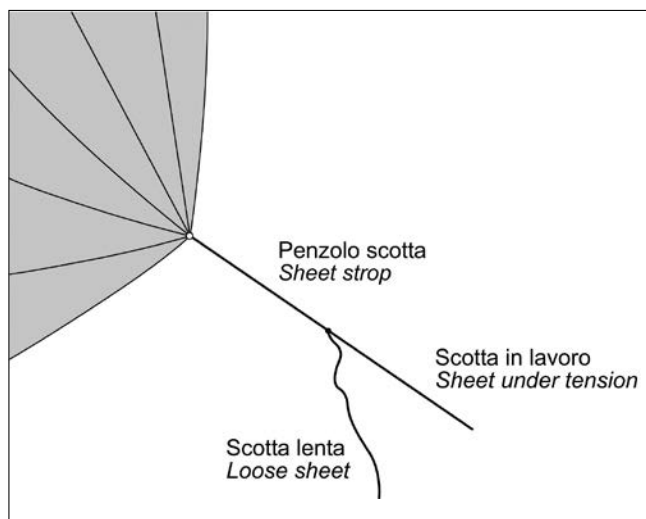 Penzolo scotta
Sheet strop
Scotta in lavoro
Sheet under tension
Scotta lenta
Loose sheet